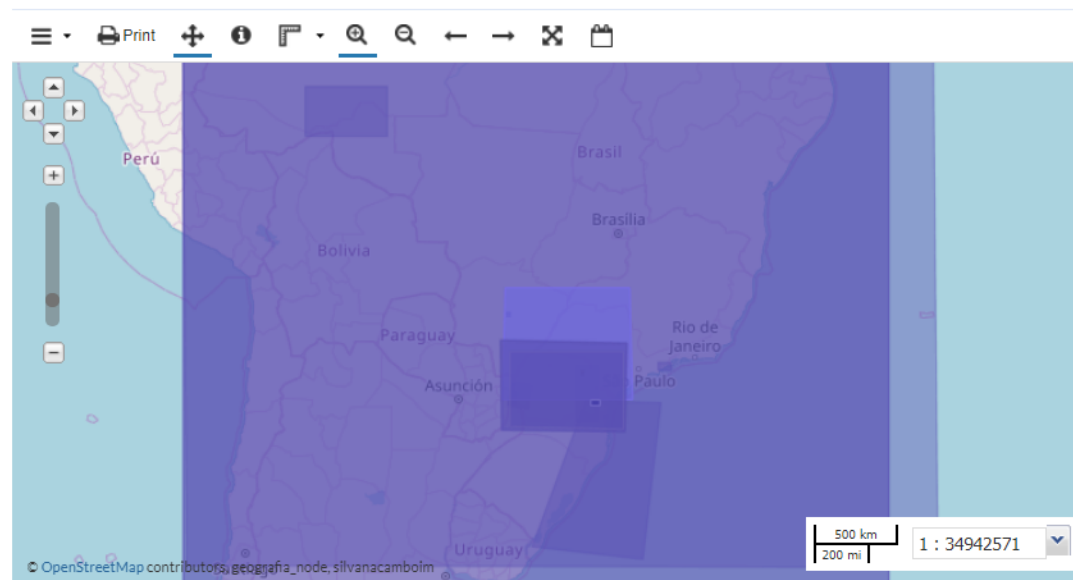 Print
Perú
Brasil
Brasília
Bolivia
Paraguay
Rio de
Janeiro
Paulo
Asunción
Uruguay
500 km
200 mi
1 : 34942571
© OpenStreetMap contributors, geografia_node, silvanacamboim